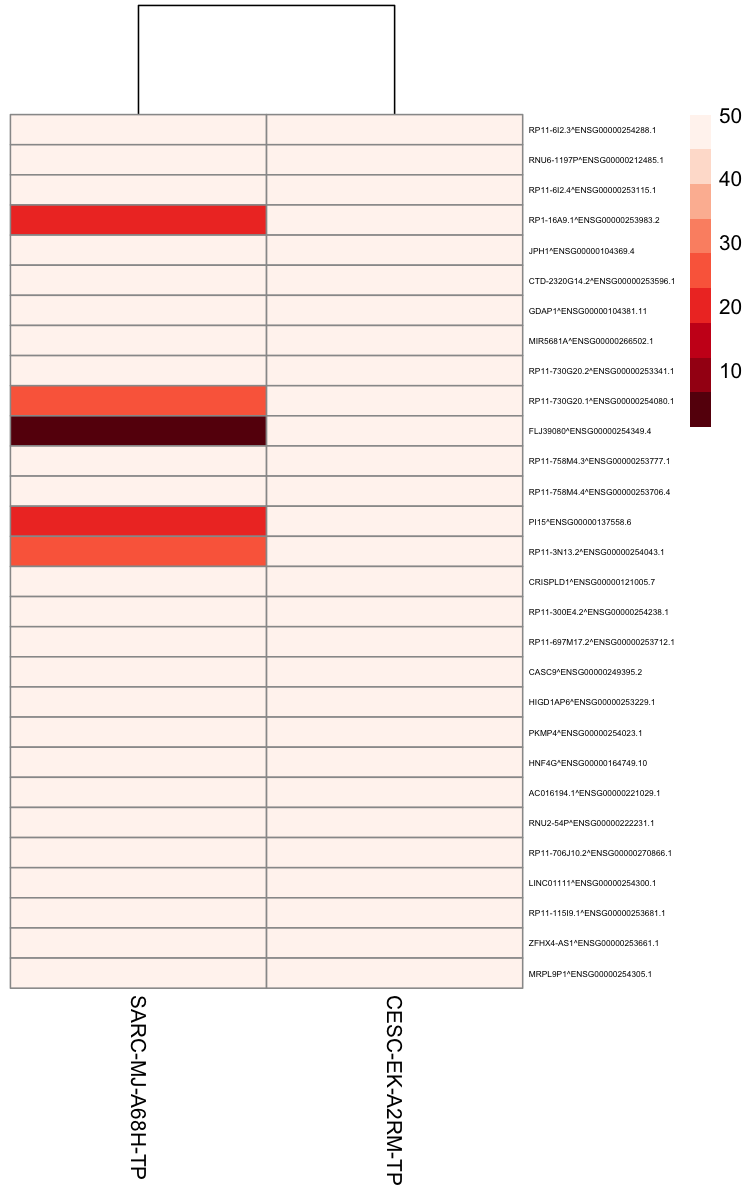 RP11-6I2.3^ENSG00000254288.1
RNU6-1197P^ENSG00000212485.1
RP11-6I2.4^ENSG00000253115.1
RP1-16A9.1^ENSG00000253983.2
JPH1^ENSG00000104369.4
CTD-2320G14.2^ENSG00000253596.1
GDAP1^ENSG00000104381.11
MIR5681A^ENSG00000266502.1
RP11-730G20.2^ENSG00000253341.1
RP11-730G20.1^ENSG00000254080.1
FLJ39080^ENSG00000254349.4
RP11-758M4.3^ENSG00000253777.1
RP11-758M4.4^ENSG00000253706.4
PI15^ENSG00000137558.6
RP11-3N13.2^ENSG00000254043.1
CRISPLD1^ENSG00000121005.7
RP11-300E4.2^ENSG00000254238.1
RP11-697M17.2^ENSG00000253712.1
CASC9^ENSG00000249395.2
HIGD1AP6^ENSG00000253229.1
PKMP4^ENSG00000254023.1
HNF4G^ENSG00000164749.10
AC016194.1^ENSG00000221029.1
RNU2-54P^ENSG00000222231.1
RP11-706J10.2^ENSG00000270866.1
LINC01111^ENSG00000254300.1
RP11-115I9.1^ENSG00000253681.1
ZFHX4-AS1^ENSG00000253661.1
MRPL9P1^ENSG00000254305.1
50
40
30
20
10
SARC-MJ-A68H-TP
CESC-EK-A2RM-TP